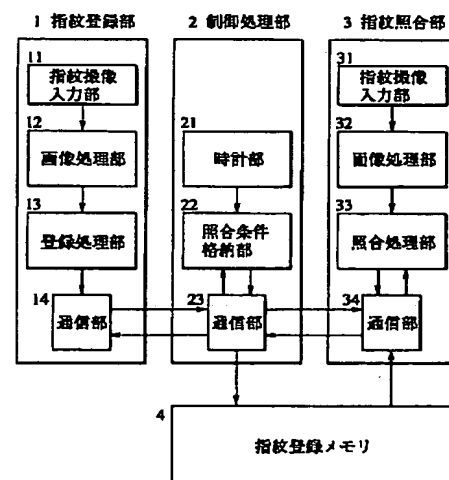 1 指紋登録部
2 制御処理部
3 指紋照合部
11
指紋撮像
入力部
12
画像処理部
13
登録処理部
14
通信部
21
時計部
22
照合条件
格納部
23
通信部
31
指紋撮像
入力部
32
画像処理部
33
照合処理部
34
通信部
4
指紋登録メモリ